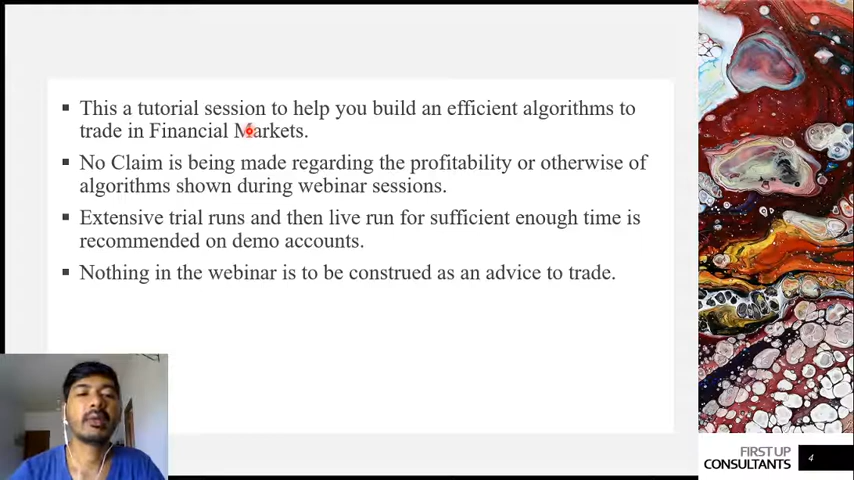 This a tutorial session to help you build an efficient algorithms to
trade in Financial Markets.
No Claim is being made regarding the profitability or otherwise of
algorithms shown during webinar sessions.
Extensive trial runs and then live run for sufficient enough time is
recommended on demo accounts.
Nothing in the webinar is to be construed as an advice to trade.
FIRST UP
CONSULTANTS
4